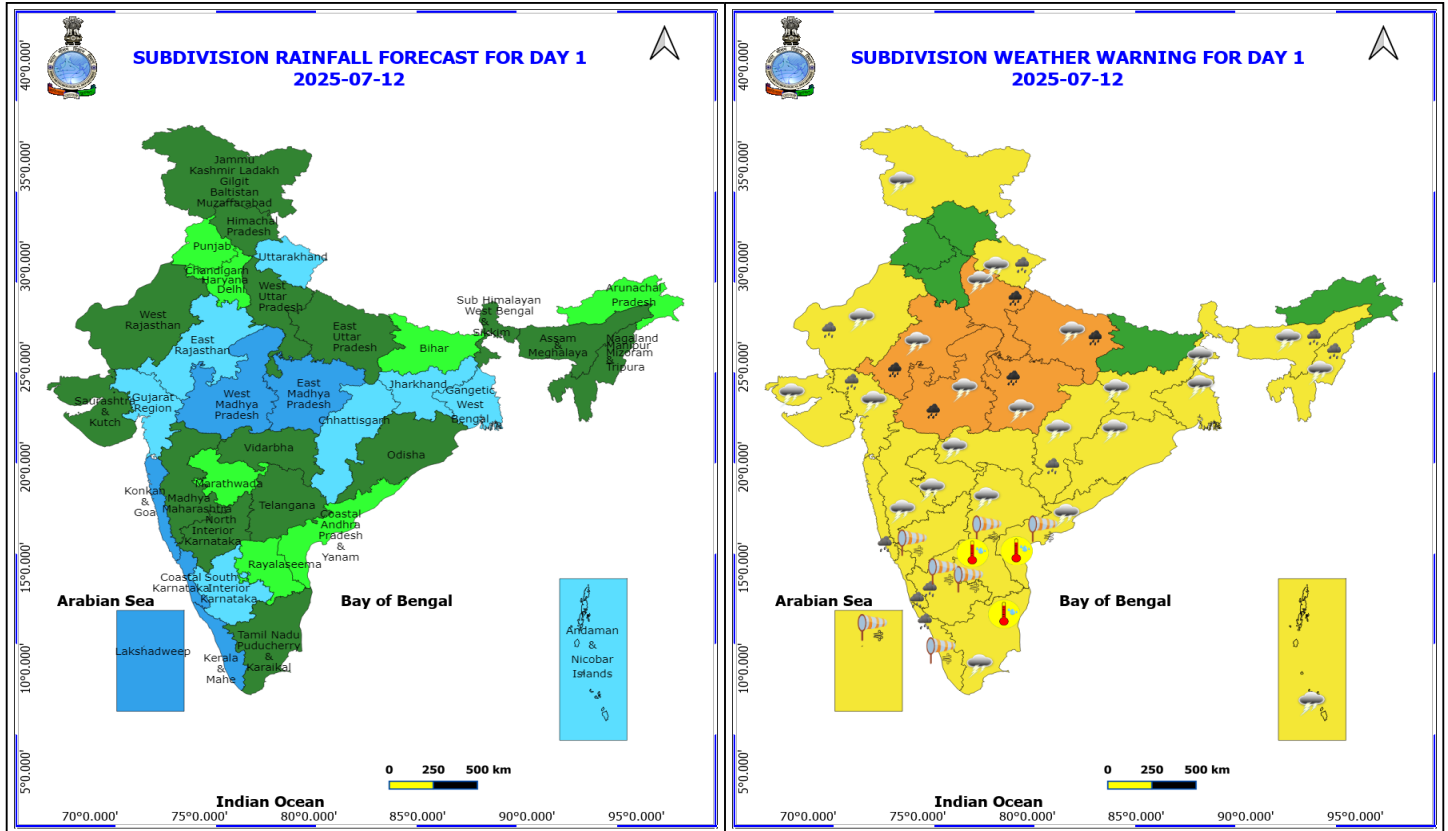 SUBDIVISION RAINFALL FORECAST FOR DAY 1
2025-07-12
40°0.000'
35°0.000'
30°0.000'
25°0.000'
20°0.000'
15°0.000'
10°0.000'
5°0.000'
Jammu
Kashmir Ladakh
Gilgit
Baltistan
Muzaffarabad
Himachal
Pradesh
Punjab
Uttarakhand
Chandigarh
Haryana
Delhi
West
Uttar
Pradesh
Arunachal
Pradesh
Sub Himalayan
West Bengal
&
Sikkim
West
Rajasthan
East
Uttar
Pradesh
Assam
&
Meghalaya
Nagaland
Manipur
Mizoram
&
Tripura
East
Rajasthan
Bihar
Jharkhand
Gangetic
West
Bengal
Saurashtra
&
Kutch
Gujarat
Region
West
Madhya
Pradesh
East
Madhya
Pradesh
Chhattisgarh
Vidarbha
Odisha
Konkan
&
Goa
Marathwada
Madhya
Maharashtra
Telangana
North
Interior
Karnataka
Coastal
Andhra
Pradesh
&
Yanam
Rayalaseema
Coastal
Karnataka
South
Interior
Karnataka
Arabian Sea
Bay of Bengal
Lakshadweep
Tamil Nadu
Puducherry
&
Karaikal
Kerala
&
Mahe
Andaman
&
Nicobar
Islands
0 250 500 km
Indian Ocean
70°0.000' 75°0.000' 80°0.000' 85°0.000' 90°0.000' 95°0.000'
SUBDIVISION WEATHER WARNING FOR DAY 1
2025-07-12
40°0.000'
35°0.000'
30°0.000'
25°0.000'
20°0.000'
15°0.000'
10°0.000'
5°0.000'
Arabian Sea
Bay of Bengal
0 250 500 km
Indian Ocean
70°0.000' 75°0.000' 80°0.000' 85°0.000' 90°0.000' 95°0.000'